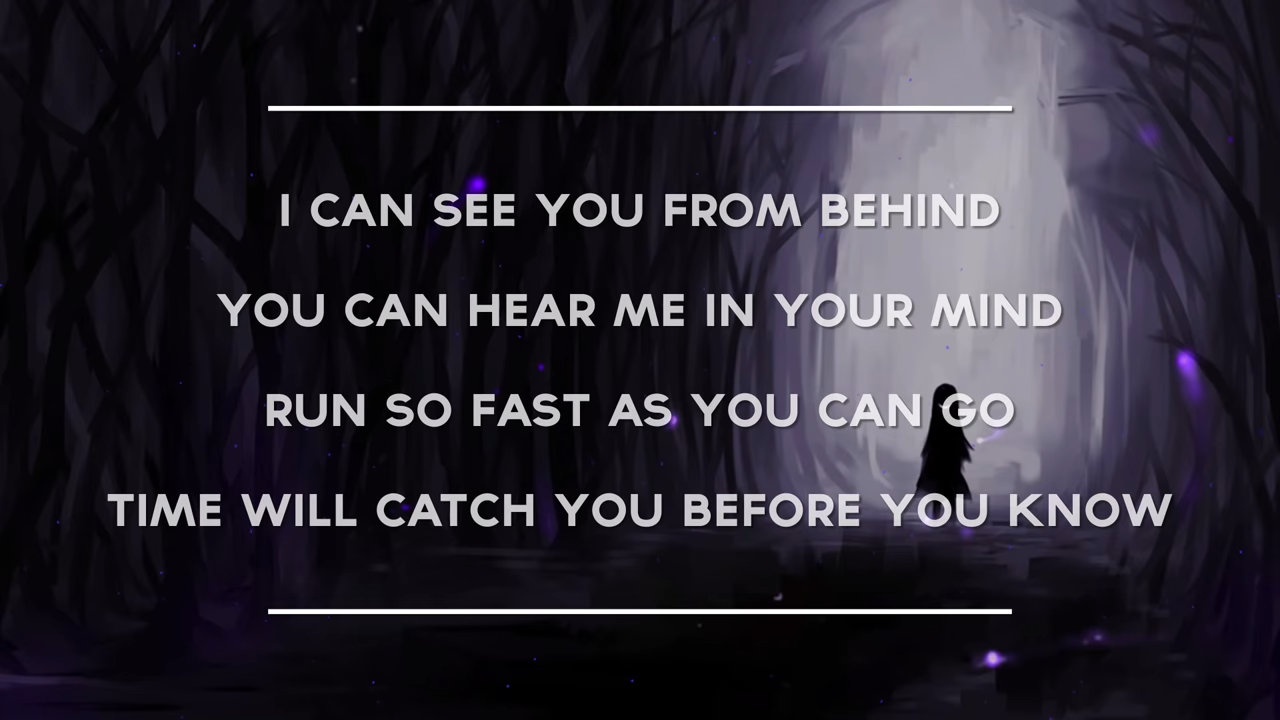 I CAN SEE YOU FROM BEHIND
YOU CAN HEAR ME IN YOUR MIND
RUN SO FAST AS YOU CAN GO
TIME WILL CATCH YOU BEFORE YOU KNOW